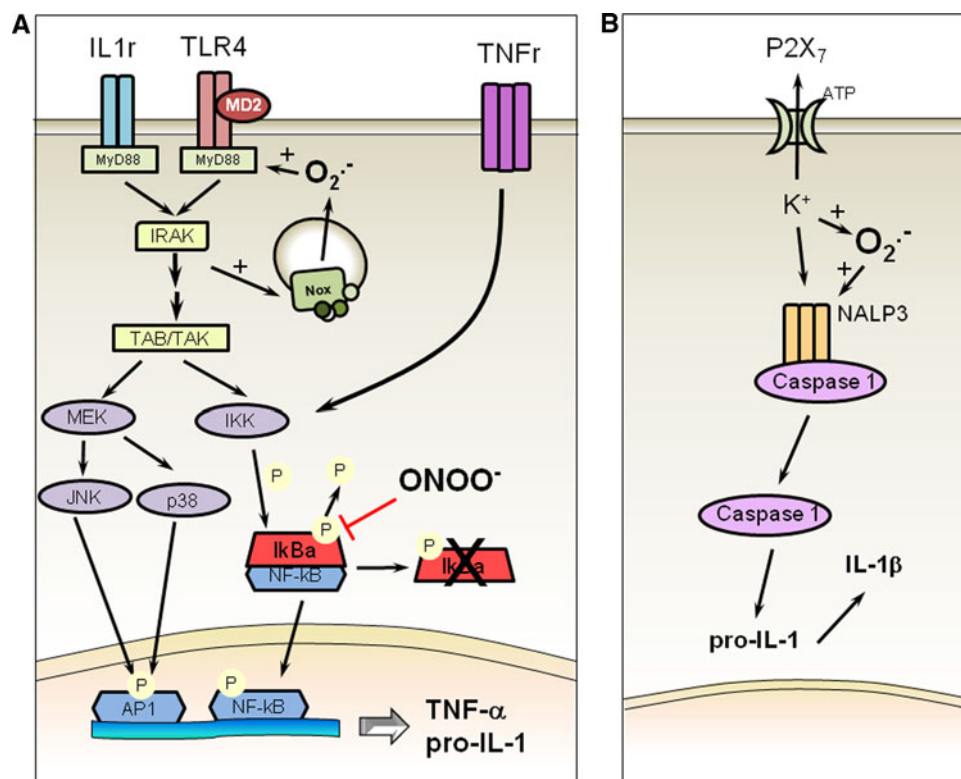 A
IL1r
TLR4
TNFr
MD2
MyD88
MyD88
+
O₂·⁻
IRAK
+
Nox
TAB/TAK
MEK
IKK
JNK
p38
P
P
ONOO⁻
P
IkBa
NF-kB
P
IkBa
P
AP1
P
NF-kB
TNF-α
pro-IL-1
B
P2X₇
ATP
K⁺
+
O₂·⁻
+
NALP3
Caspase 1
Caspase 1
IL-1β
pro-IL-1